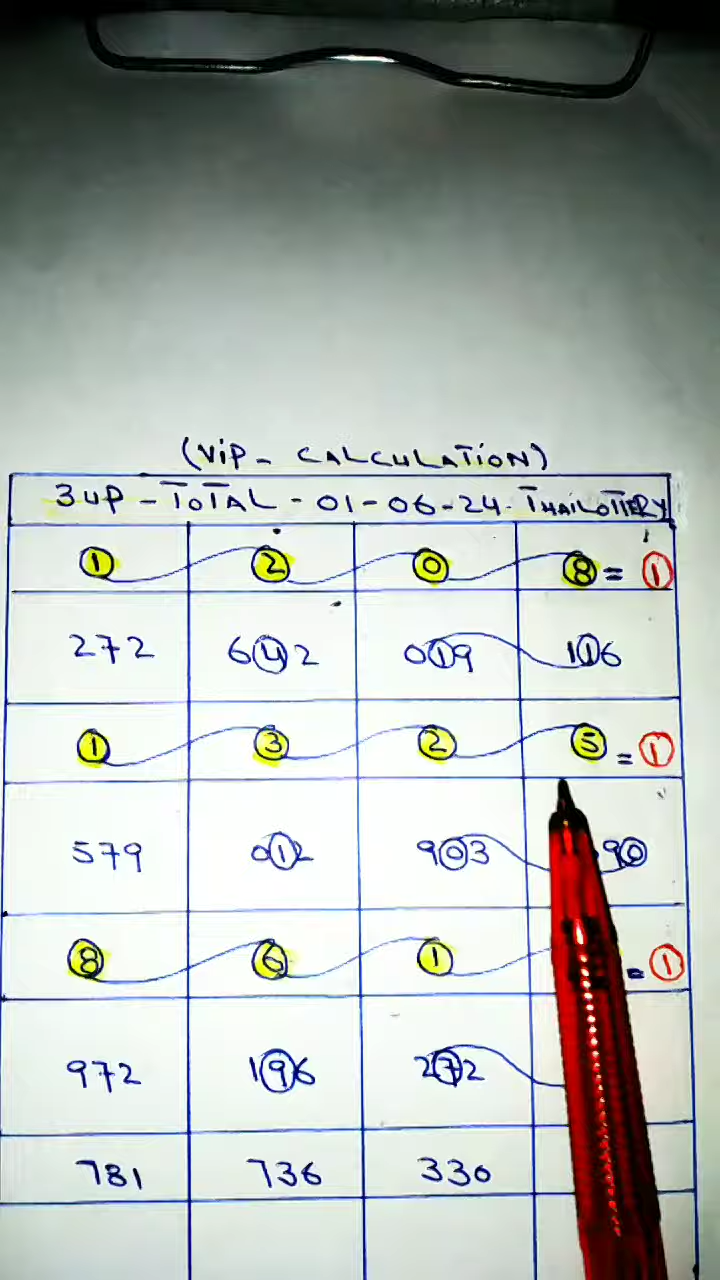 (ViP - CALCULATION)
3UP - TOTAL - 01-06-24 - THAILOTTERY
1 2 0 8 = 1
272 642 019 116
1 3 2 5 = 1
579 012 903 90
8 6 1 = 1
972 196 272
781 736 330